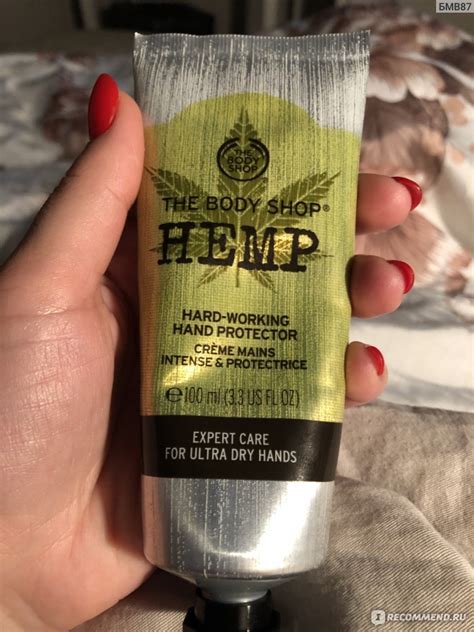 БМВ87
THE
BODY
SHOP
THE BODY SHOP®
HEMP
HARD-WORKING
HAND PROTECTOR
CRÈME MAINS
INTENSE & PROTECTRICE
℮100 ml (3.3 US FL OZ)
EXPERT CARE
FOR ULTRA DRY HANDS
IRECOMMEND.RU